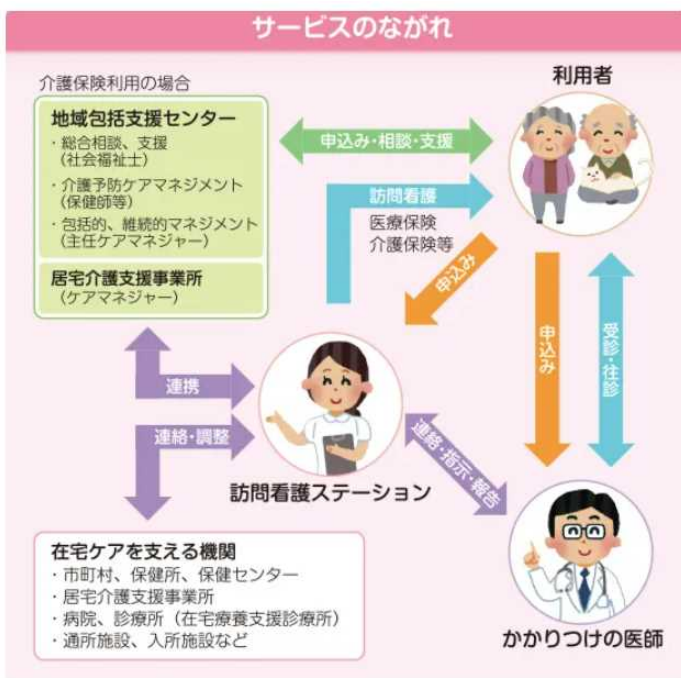 サービスのながれ
介護保険利用の場合
地域包括支援センター
・総合相談、支援
（社会福祉士）
・介護予防ケアマネジメント
（保健師等）
・包括的、継続的マネジメント
（主任ケアマネジャー）
居宅介護支援事業所
（ケアマネジャー）
利用者
申込み・相談・支援
訪問看護
医療保険
介護保険等
申込み
申込み
受診・往診
連携
連絡・調整
連絡・指示・報告
訪問看護ステーション
在宅ケアを支える機関
・市町村、保健所、保健センター
・居宅介護支援事業所
・病院、診療所（在宅療養支援診療所）
・通所施設、入所施設など
かかりつけの医師